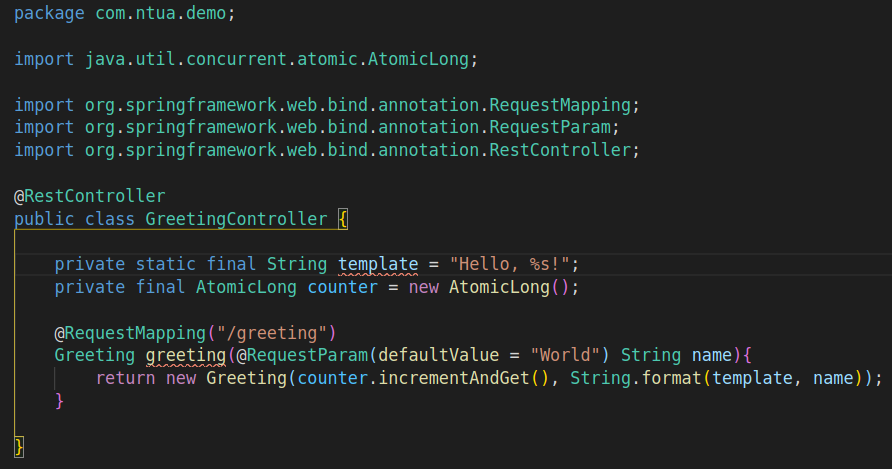 package com.ntua.demo;
import java.util.concurrent.atomic.AtomicLong;
import org.springframework.web.bind.annotation.RequestMapping;
import org.springframework.web.bind.annotation.RequestParam;
import org.springframework.web.bind.annotation.RestController;
@RestController
public class GreetingController {
private static final String template = "Hello, %s!";
private final AtomicLong counter = new AtomicLong();
@RequestMapping("/greeting")
Greeting greeting(@RequestParam(defaultValue = "World") String name){
return new Greeting(counter.incrementAndGet(), String.format(template, name));
}
}